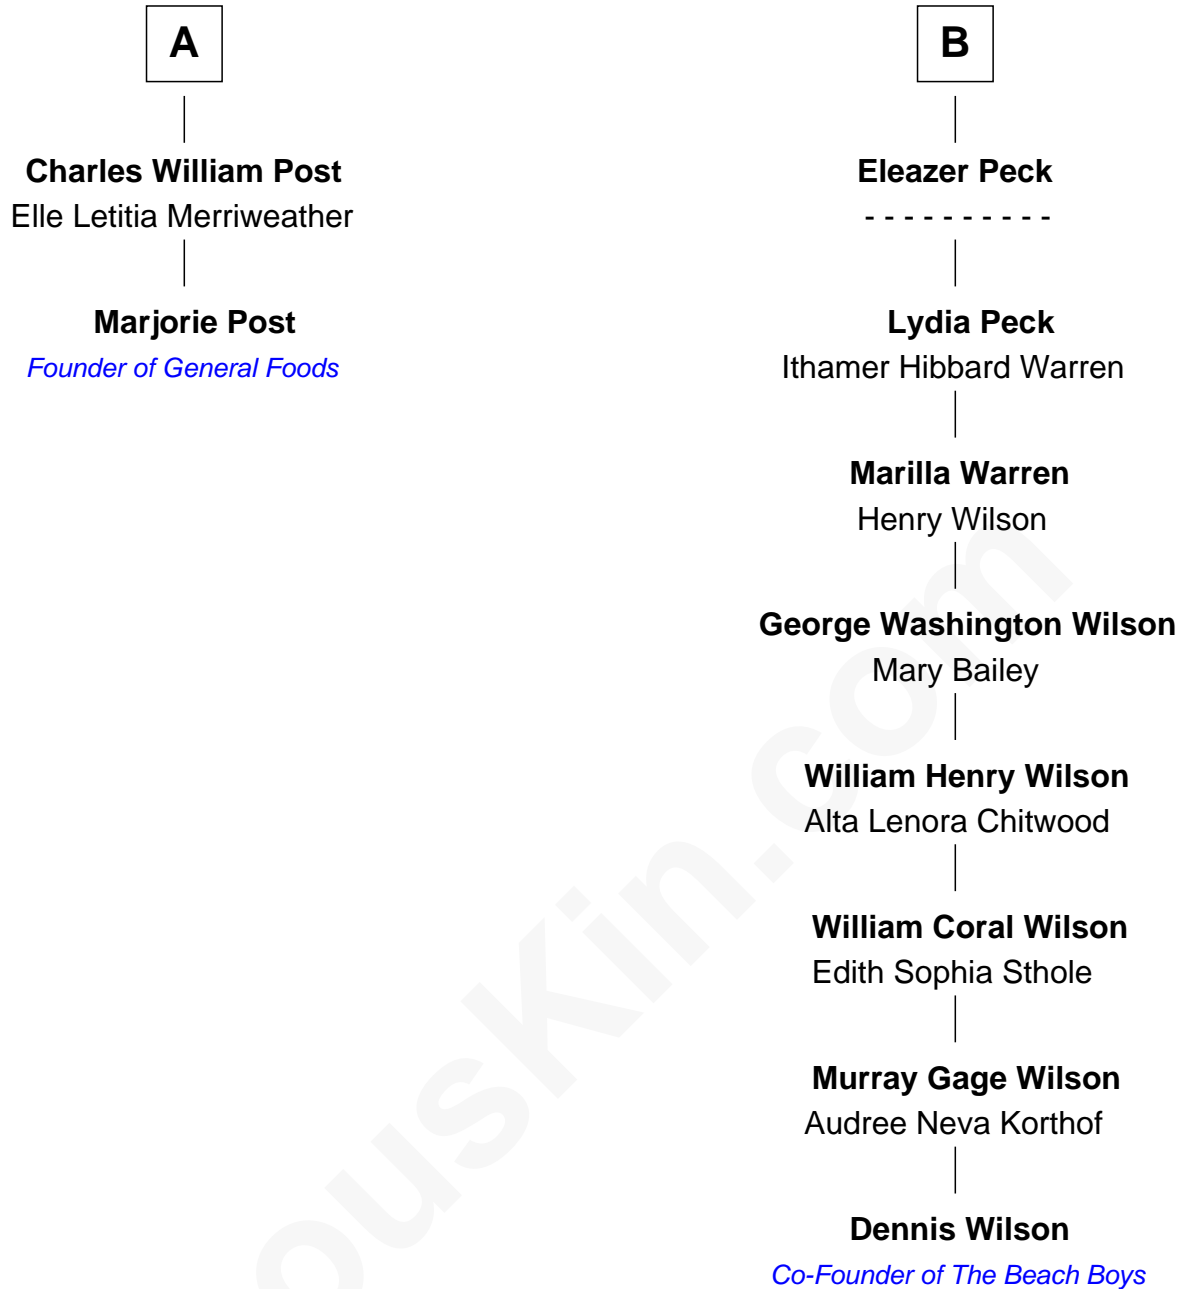 A
Charles William Post
Elle Letitia Merriweather
Marjorie Post
Founder of General Foods
B
Eleazer Peck
- - - - - - - - - -
Lydia Peck
Ithamer Hibbard Warren
Marilla Warren
Henry Wilson
George Washington Wilson
Mary Bailey
William Henry Wilson
Alta Lenora Chitwood
William Coral Wilson
Edith Sophia Sthole
Murray Gage Wilson
Audree Neva Korthof
Dennis Wilson
Co-Founder of The Beach Boys
ousKin.com